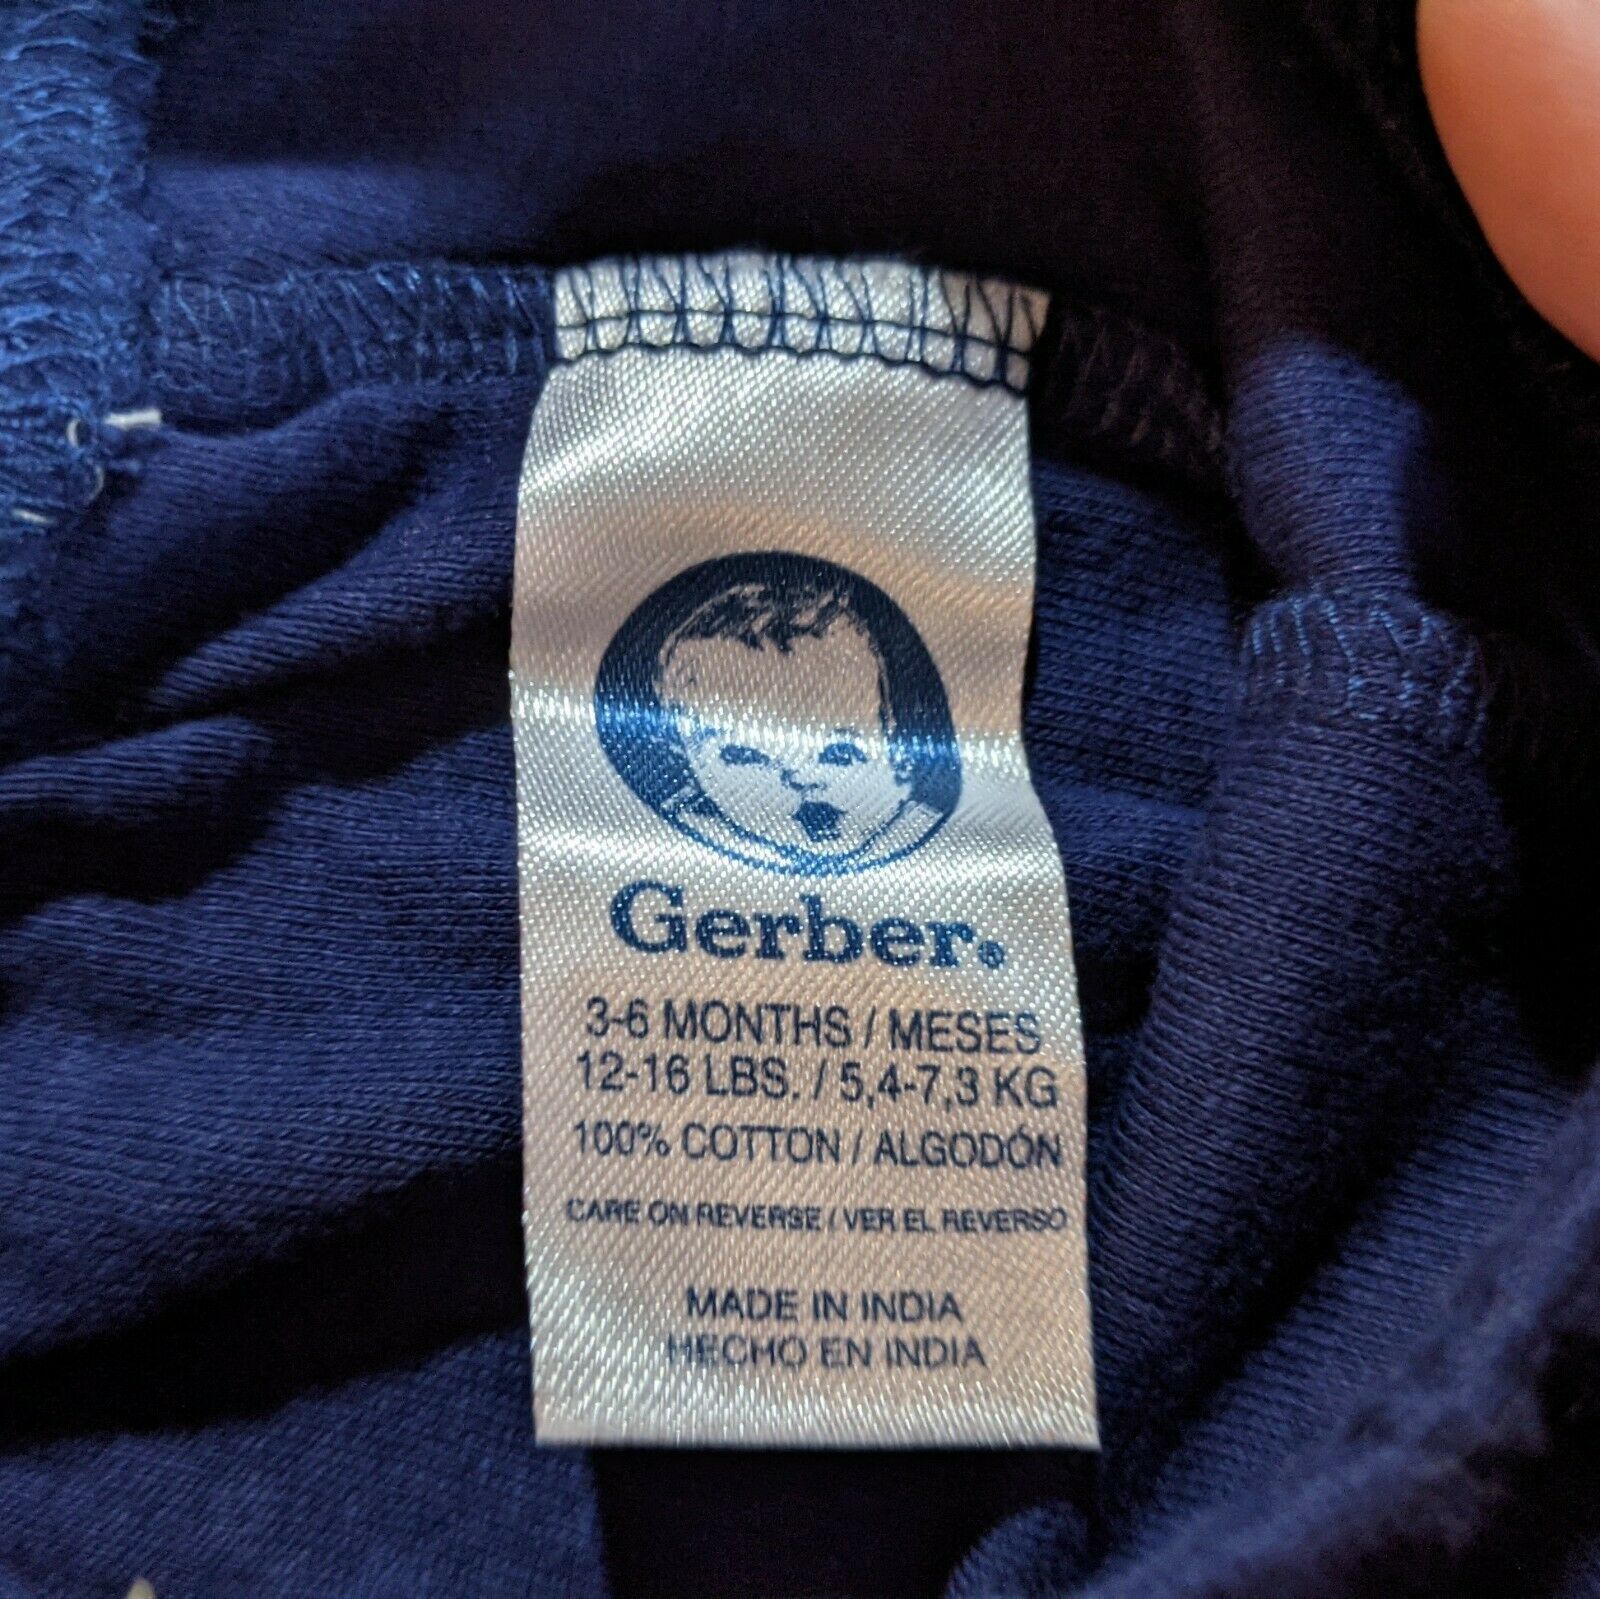 Gerber®
3-6 MONTHS / MESES
12-16 LBS. / 5,4-7,3 KG
100% COTTON / ALGODÓN
CARE ON REVERSE / VER EL REVERSO
MADE IN INDIA
HECHO EN INDIA